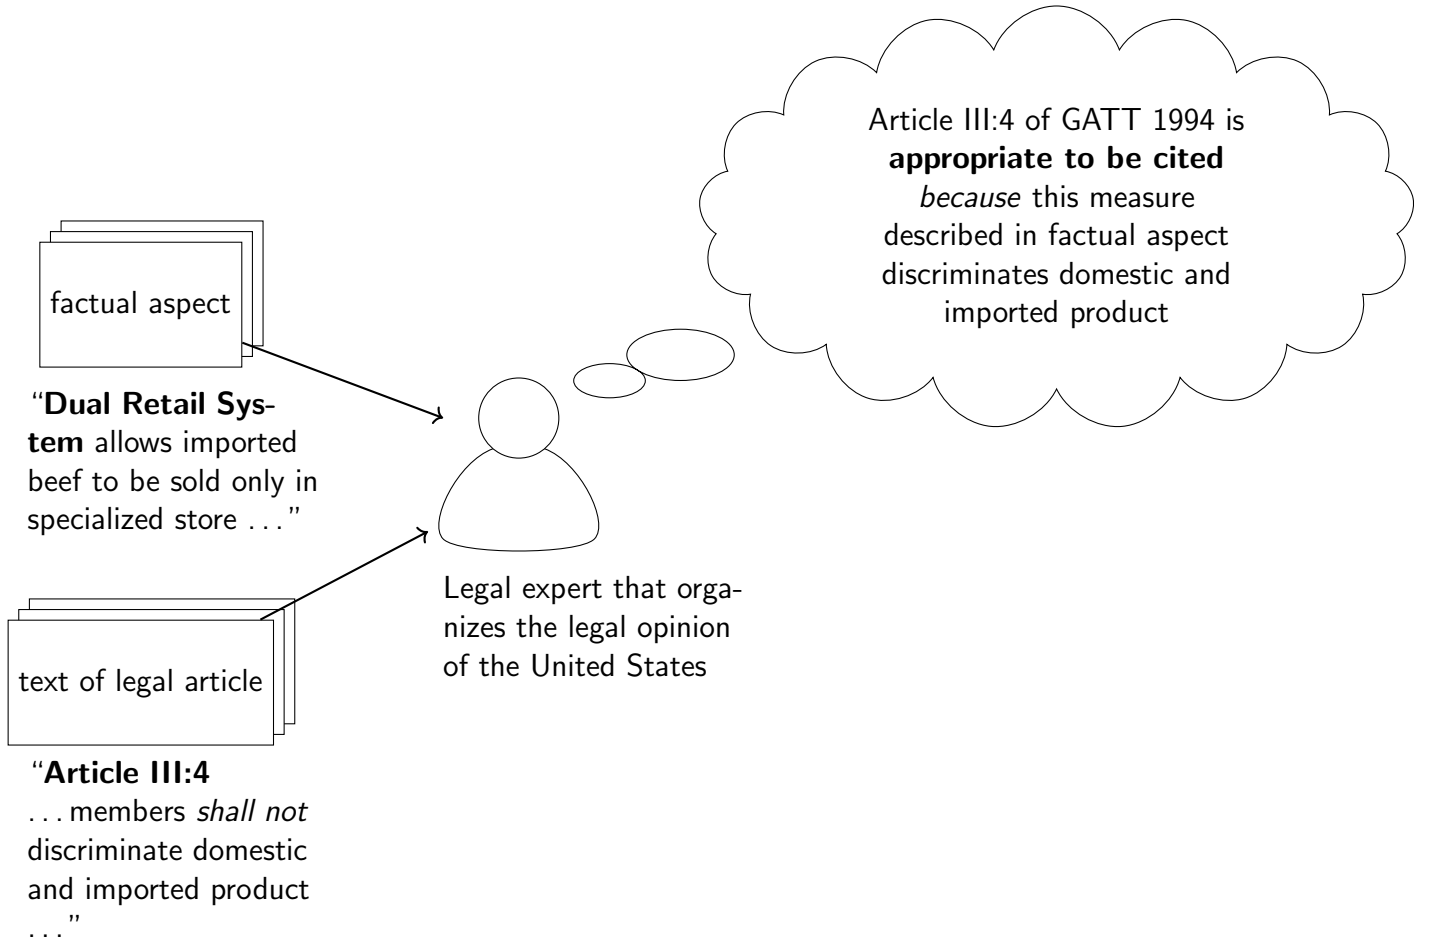 Article III:4 of GATT 1994 is
appropriate to be cited
because this measure
described in factual aspect
discriminates domestic and
imported product
factual aspect
“Dual Retail Sys-
tem allows imported
beef to be sold only in
specialized store . . . ”
Legal expert that orga-
nizes the legal opinion
of the United States
text of legal article
“Article III:4
. . . members shall not
discriminate domestic
and imported product
. . . ”